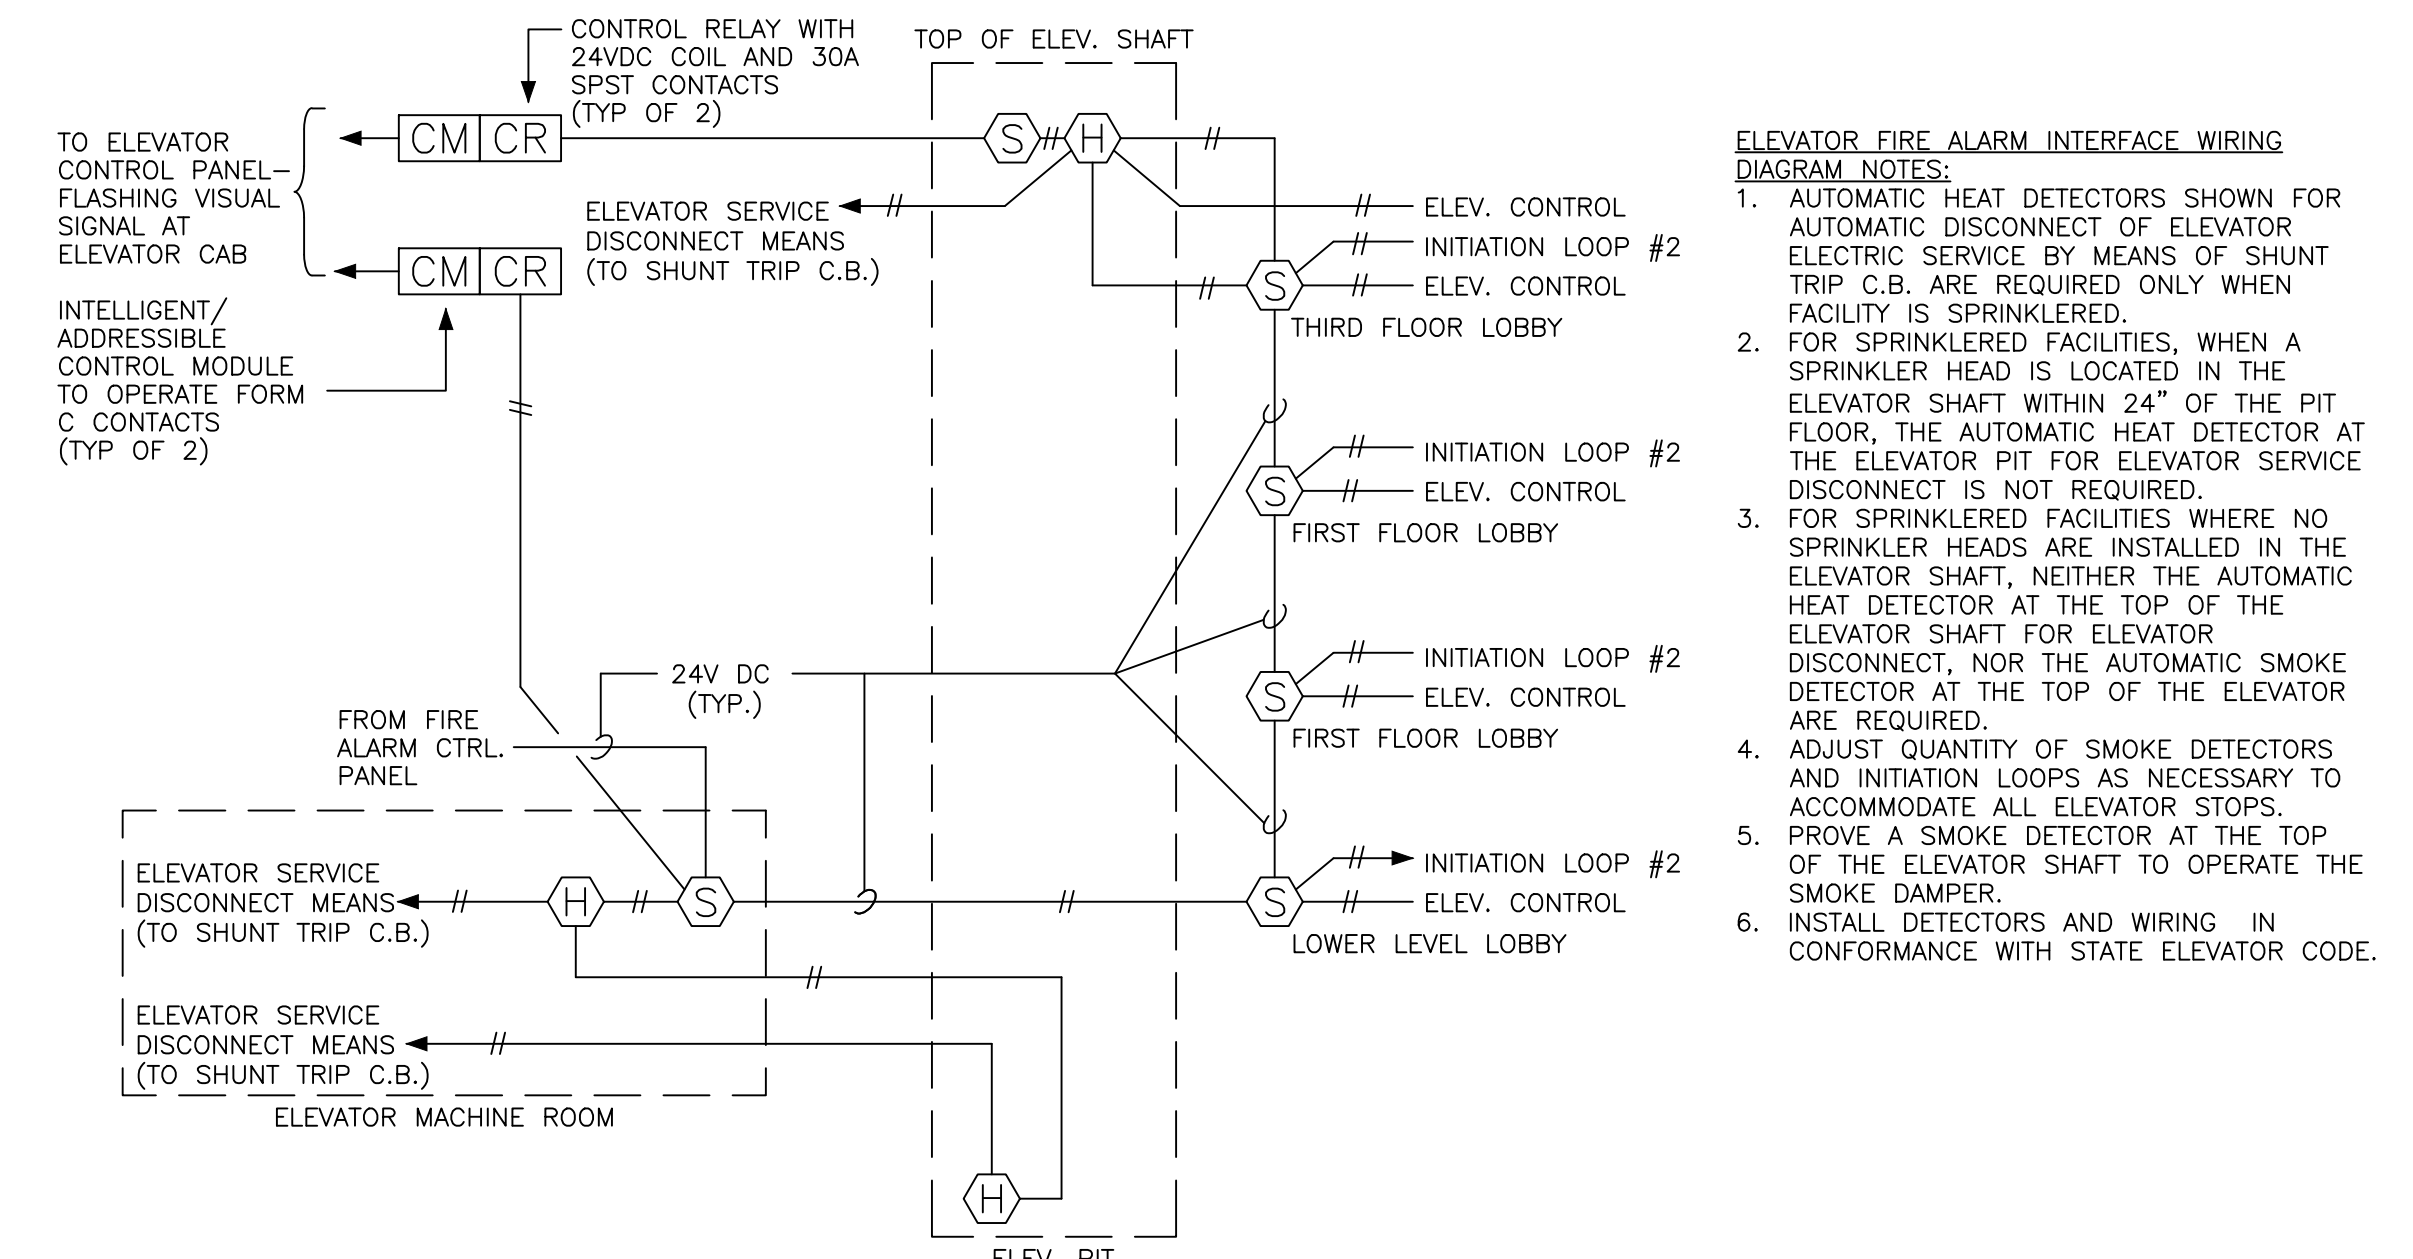 CONTROL RELAY WITH
24VDC COIL AND 30A
SPST CONTACTS
(TYP OF 2)
TOP OF ELEV. SHAFT
TO ELEVATOR
CONTROL PANEL–
FLASHING VISUAL
SIGNAL AT
ELEVATOR CAB
CM CR
S
H
ELEVATOR SERVICE
DISCONNECT MEANS
(TO SHUNT TRIP C.B.)
CM CR
INTELLIGENT/
ADDRESSIBLE
CONTROL MODULE
TO OPERATE FORM
C CONTACTS
(TYP OF 2)
ELEV. CONTROL
INITIATION LOOP #2
S
ELEV. CONTROL
THIRD FLOOR LOBBY
INITIATION LOOP #2
S
ELEV. CONTROL
FIRST FLOOR LOBBY
INITIATION LOOP #2
S
ELEV. CONTROL
FIRST FLOOR LOBBY
24V DC
(TYP.)
FROM FIRE
ALARM CTRL.
PANEL
INITIATION LOOP #2
S
ELEV. CONTROL
LOWER LEVEL LOBBY
ELEVATOR SERVICE
DISCONNECT MEANS
(TO SHUNT TRIP C.B.)
H
S
ELEVATOR SERVICE
DISCONNECT MEANS
(TO SHUNT TRIP C.B.)
ELEVATOR MACHINE ROOM
H
ELEV. PIT
ELEVATOR FIRE ALARM INTERFACE WIRING
DIAGRAM NOTES:
1. AUTOMATIC HEAT DETECTORS SHOWN FOR
AUTOMATIC DISCONNECT OF ELEVATOR
ELECTRIC SERVICE BY MEANS OF SHUNT
TRIP C.B. ARE REQUIRED ONLY WHEN
FACILITY IS SPRINKLERED.
2. FOR SPRINKLERED FACILITIES, WHEN A
SPRINKLER HEAD IS LOCATED IN THE
ELEVATOR SHAFT WITHIN 24” OF THE PIT
FLOOR, THE AUTOMATIC HEAT DETECTOR AT
THE ELEVATOR PIT FOR ELEVATOR SERVICE
DISCONNECT IS NOT REQUIRED.
3. FOR SPRINKLERED FACILITIES WHERE NO
SPRINKLER HEADS ARE INSTALLED IN THE
ELEVATOR SHAFT, NEITHER THE AUTOMATIC
HEAT DETECTOR AT THE TOP OF THE
ELEVATOR SHAFT FOR ELEVATOR
DISCONNECT, NOR THE AUTOMATIC SMOKE
DETECTOR AT THE TOP OF THE ELEVATOR
ARE REQUIRED.
4. ADJUST QUANTITY OF SMOKE DETECTORS
AND INITIATION LOOPS AS NECESSARY TO
ACCOMMODATE ALL ELEVATOR STOPS.
5. PROVE A SMOKE DETECTOR AT THE TOP
OF THE ELEVATOR SHAFT TO OPERATE THE
SMOKE DAMPER.
6. INSTALL DETECTORS AND WIRING IN
CONFORMANCE WITH STATE ELEVATOR CODE.